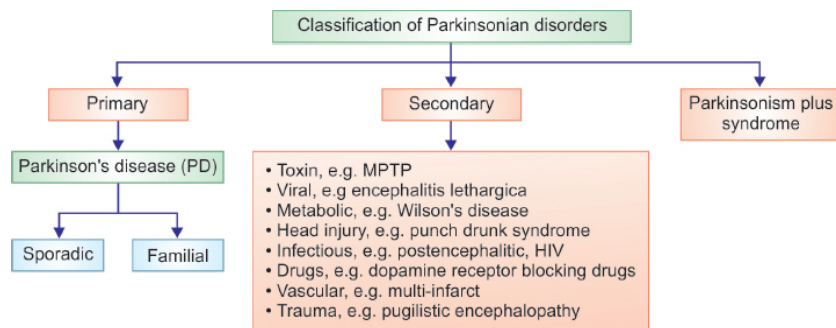 Classification of Parkinsonian disorders
Primary
Secondary
Parkinsonism plus
syndrome
Parkinson's disease (PD)
Sporadic
Familial
• Toxin, e.g. MPTP
• Viral, e.g encephalitis lethargica
• Metabolic, e.g. Wilson's disease
• Head injury, e.g. punch drunk syndrome
• Infectious, e.g. postencephalitic, HIV
• Drugs, e.g. dopamine receptor blocking drugs
• Vascular, e.g. multi-infarct
• Trauma, e.g. pugilistic encephalopathy